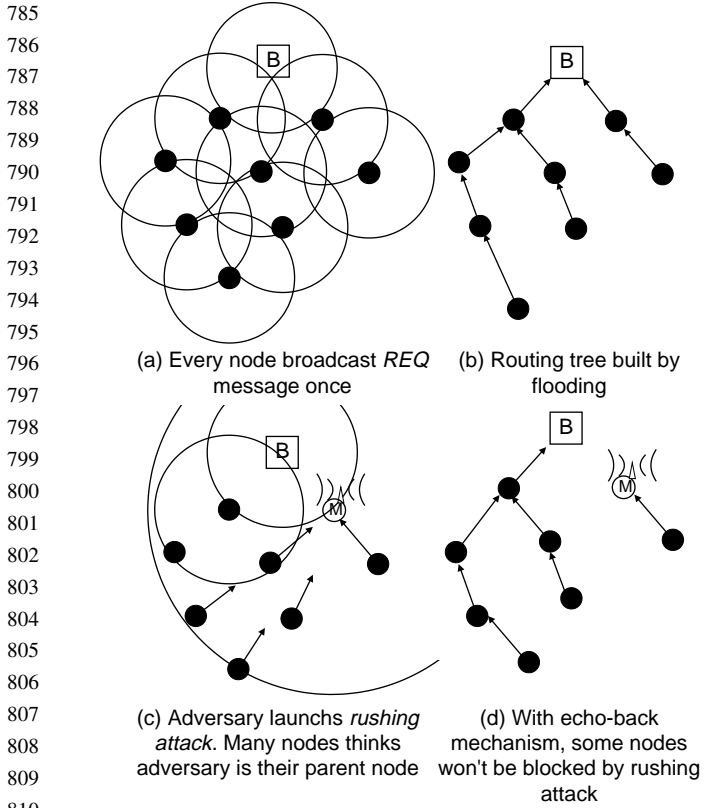 785
786
787
788
789
790
791
792
793
794
795
796
797
798
799
800
801
802
803
804
805
806
807
808
809
810
B
B
(a) Every node broadcast REQ
message once
(b) Routing tree built by
flooding
B
M
B
M
(c) Adversary launchs rushing
attack. Many nodes thinks
adversary is their parent node
(d) With echo-back
mechanism, some nodes
won't be blocked by rushing
attack